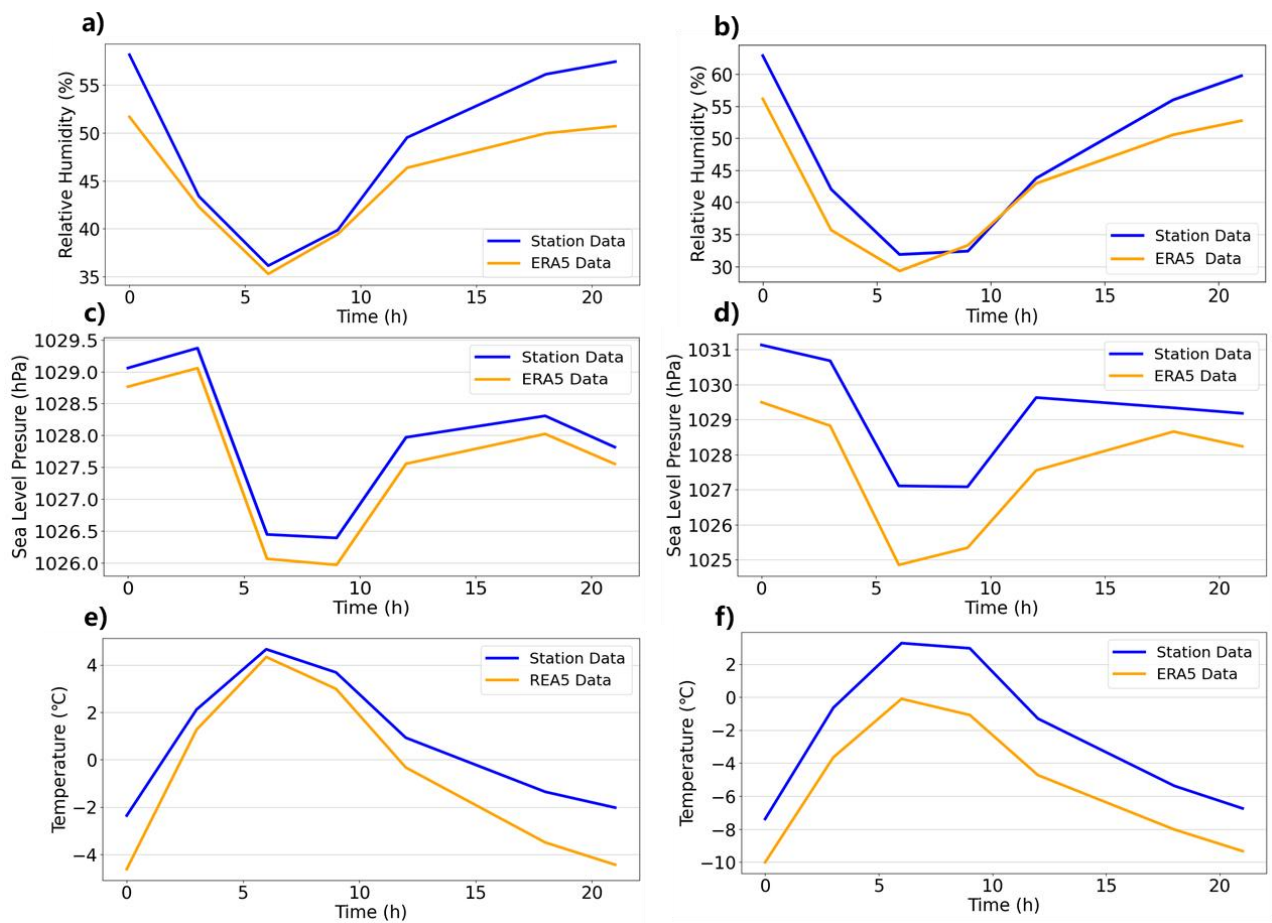 a)
Relative Humidity (%)
55
50
45
40
35
0 5 10 15 20
Time (h)
Station Data
ERA5 Data
b)
Relative Humidity (%)
60
55
50
45
40
35
30
0 5 10 15 20
Time (h)
Station Data
ERA5 Data
c)
Sea Level Presure (hPa)
1029.5
1029.0
1028.5
1028.0
1027.5
1027.0
1026.5
1026.0
0 5 10 15 20
Time (h)
Station Data
ERA5 Data
d)
Sea Level Presure (hPa)
1031
1030
1029
1028
1027
1026
1025
0 5 10 15 20
Time (h)
Station Data
ERA5 Data
e)
Temperature (℃)
4
2
0
−2
−4
0 5 10 15 20
Time (h)
Station Data
REA5 Data
f)
Temperature (℃)
2
0
−2
−4
−6
−8
−10
0 5 10 15 20
Time (h)
Station Data
ERA5 Data